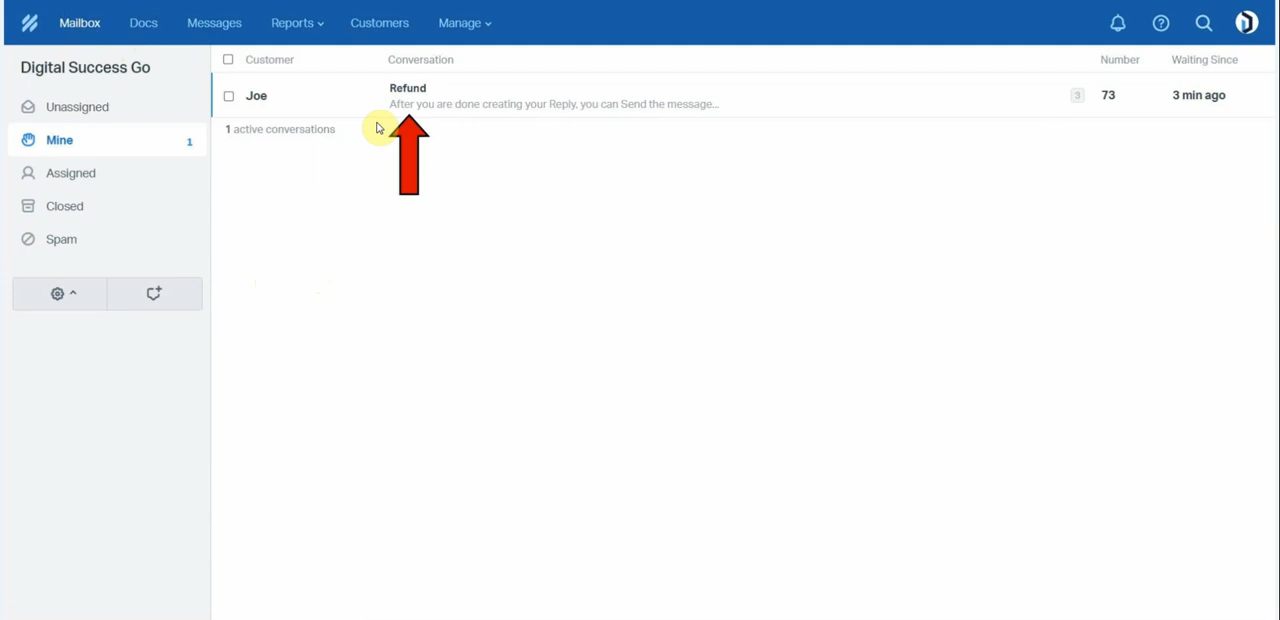 Mailbox Docs Messages Reports Customers Manage
Digital Success Go
Unassigned
Mine 1
Assigned
Closed
Spam
Customer Conversation Number Waiting Since
Joe Refund 3 73 3 min ago
After you are done creating your Reply, you can Send the message...
1 active conversations